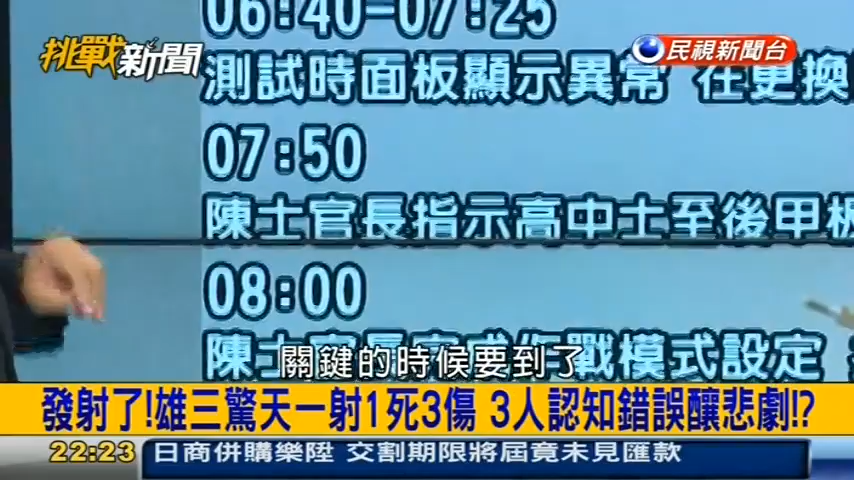 06:40-07:25
挑戰新聞
民視新聞台
測試時面板顯示異常 在更換
07:50
陳士官長指示高中士至後甲板
08:00
陳士官長完成作戰模式設定
關鍵的時候要到了
發射了!雄三驚天一射1死3傷 3人認知錯誤釀悲劇!?
22:23 日商併購樂陞 交割期限將屆竟未見匯款